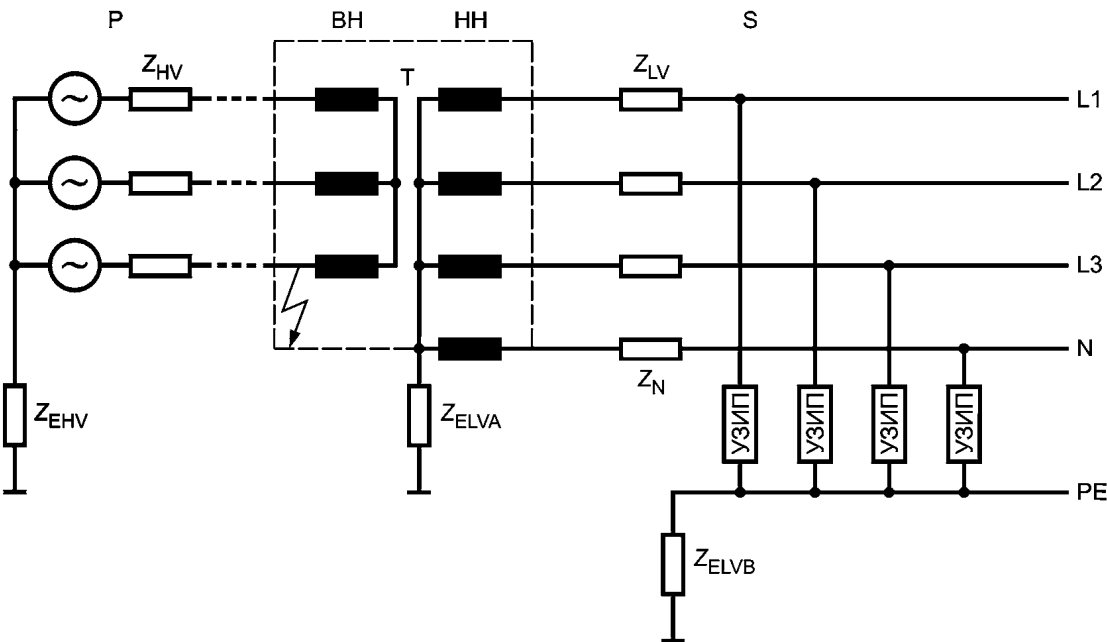 P
ВН
НН
S
Z_HV
T
Z_LV
L1
L2
L3
N
Z_N
Z_EHV
Z_ELVA
УЗИП
УЗИП
УЗИП
УЗИП
PE
Z_ELVB